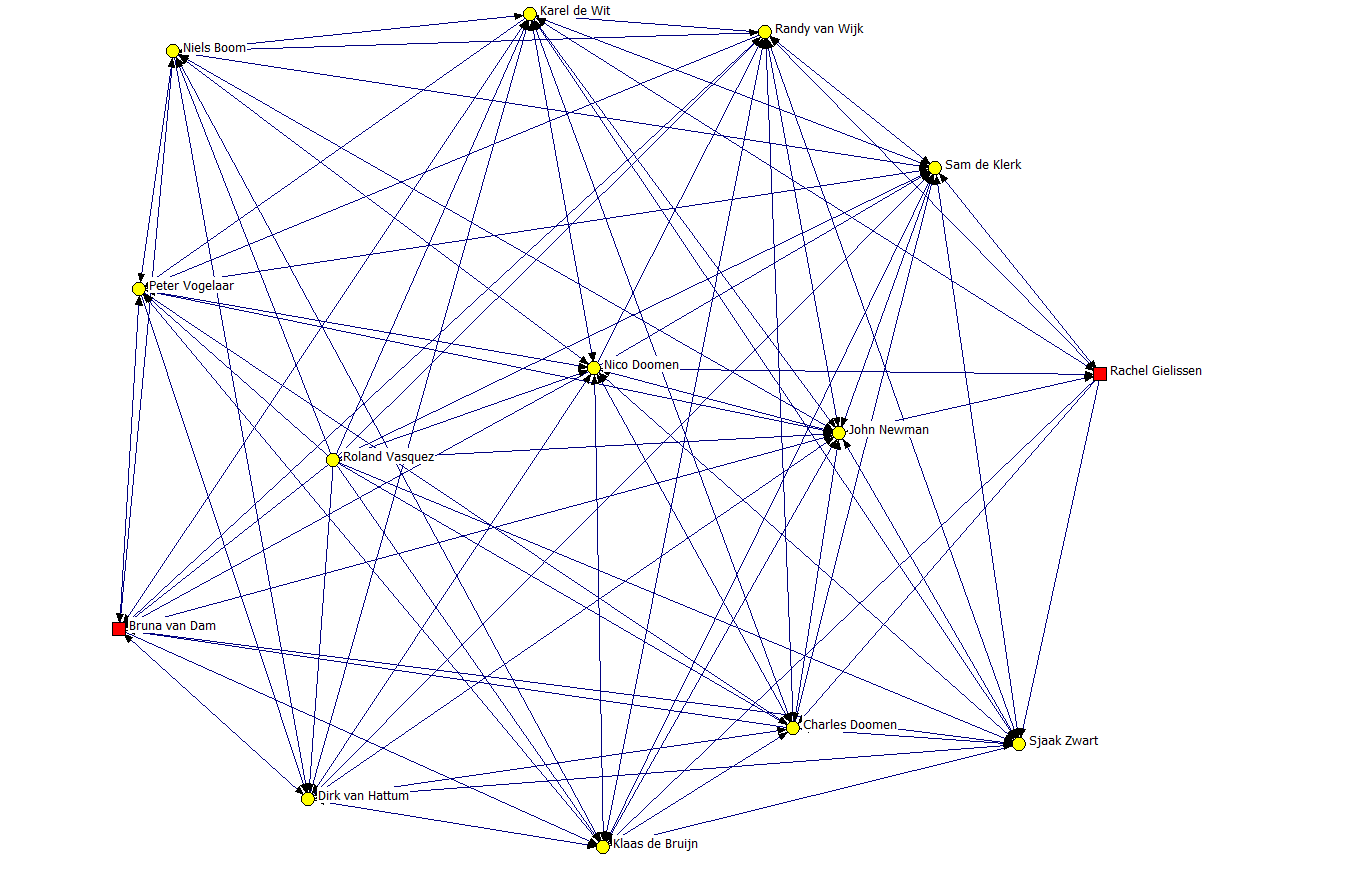 Karel de Wit
Randy van Wijk
Niels Boom
Sam de Klerk
Peter Vogelaar
Nico Doomen
Rachel Gielissen
John Newman
Roland Vasquez
Bruna van Dam
Charles Doomen
Sjaak Zwart
Dirk van Hattum
Klaas de Bruijn